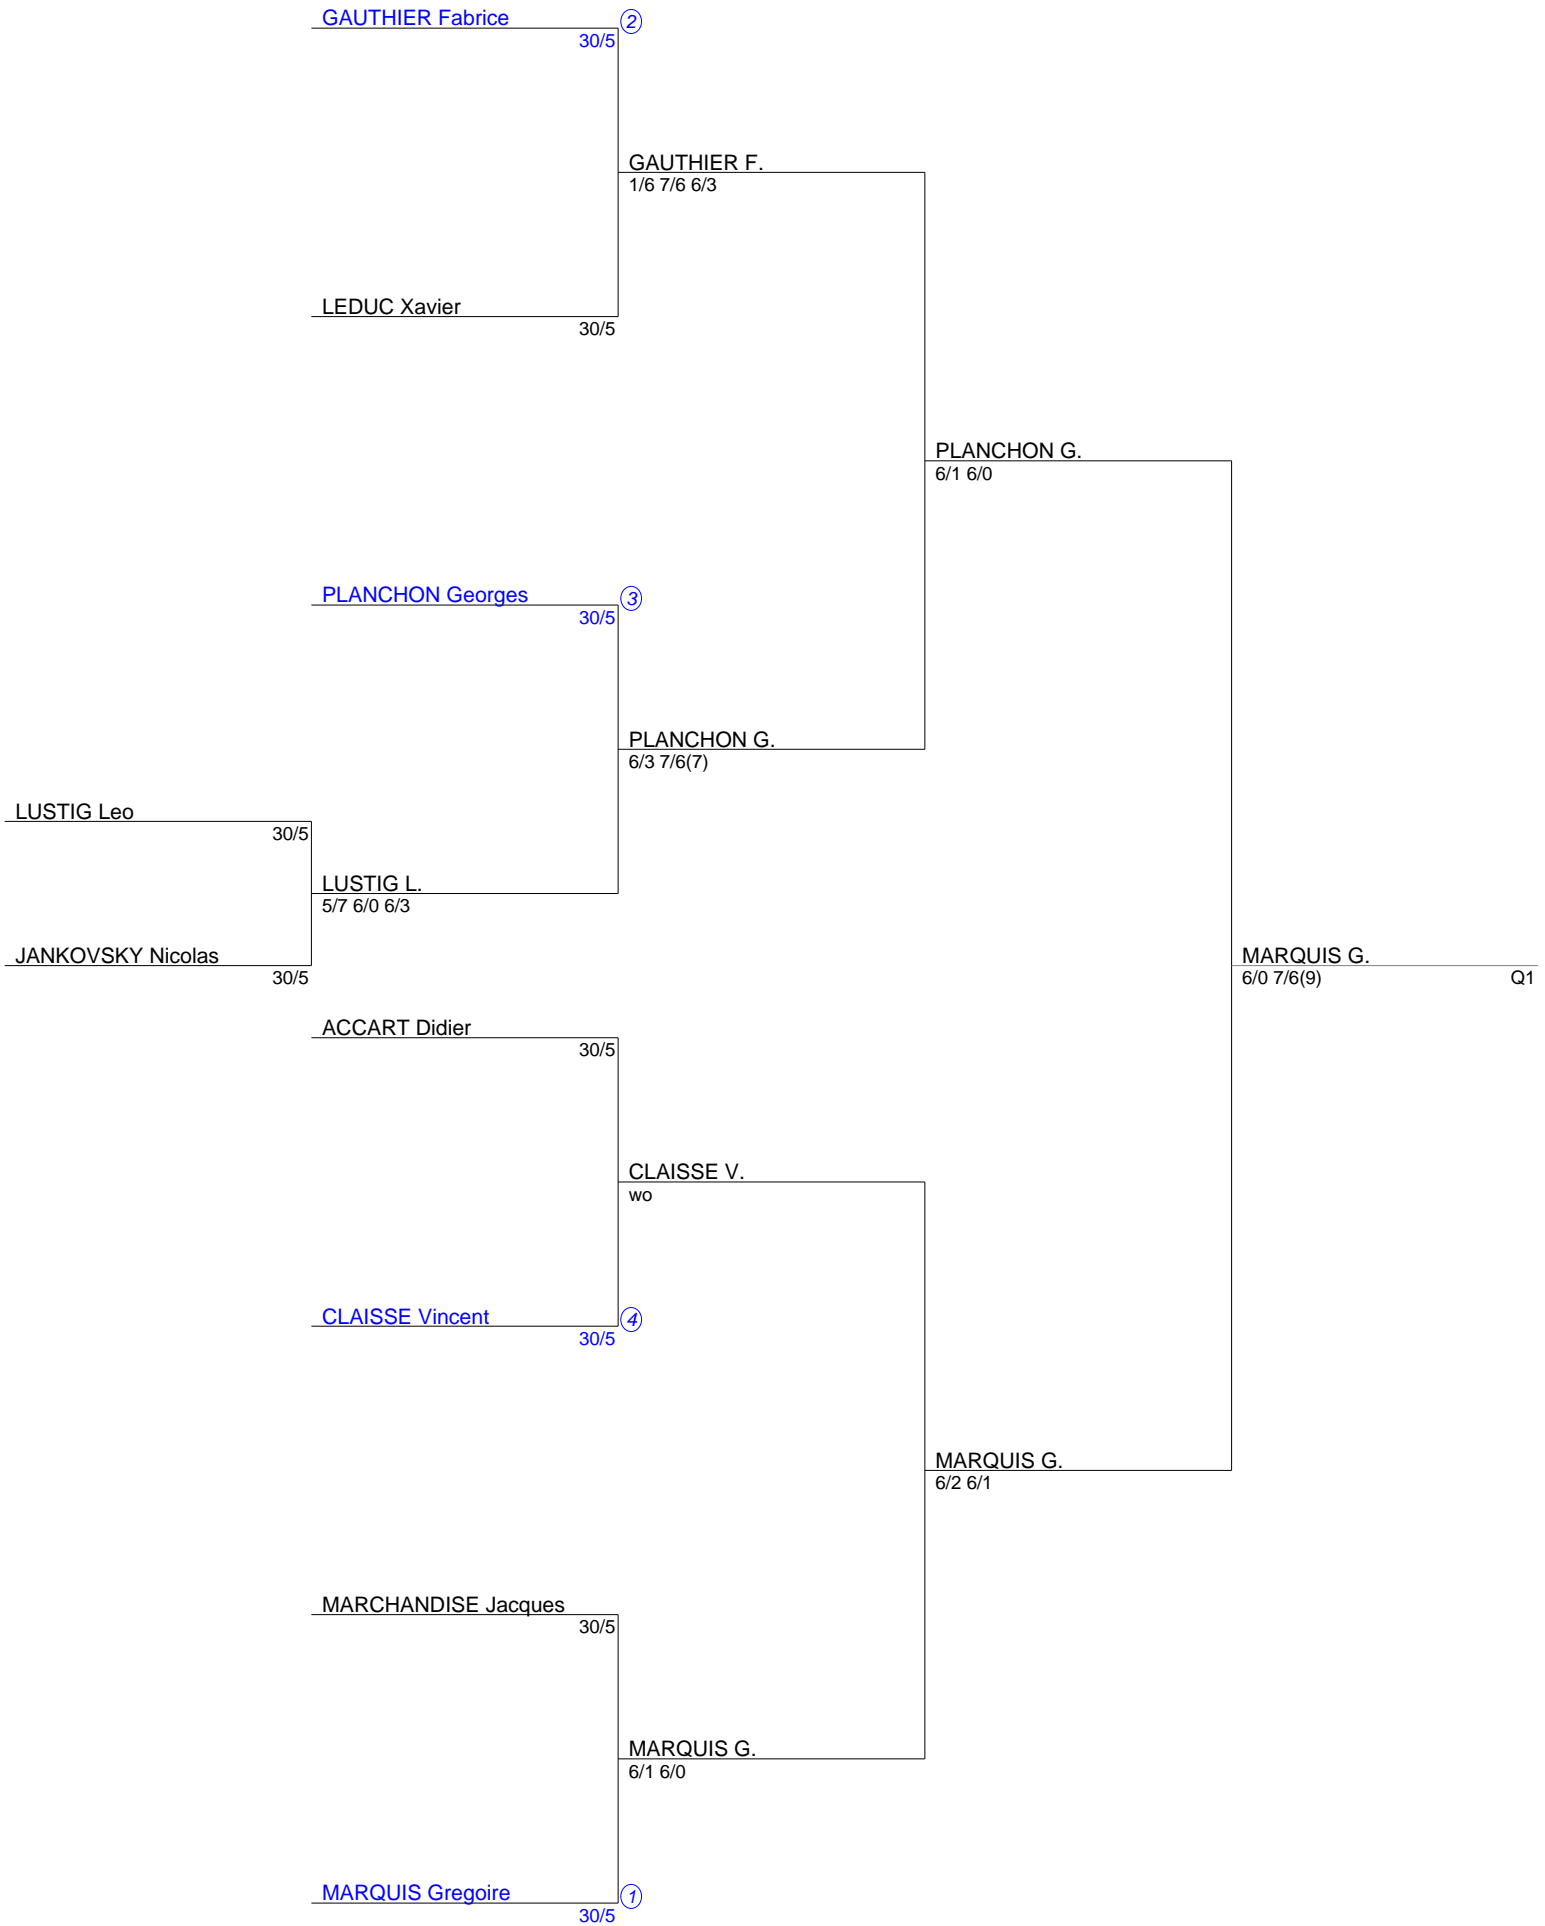 GAUTHIER Fabrice
2
30/5
GAUTHIER F.
1/6 7/6 6/3
LEDUC Xavier
30/5
PLANCHON G.
6/1 6/0
PLANCHON Georges
3
30/5
PLANCHON G.
6/3 7/6(7)
LUSTIG Leo
30/5
LUSTIG L.
5/7 6/0 6/3
JANKOVSKY Nicolas
30/5
MARQUIS G.
6/0 7/6(9)
Q1
ACCART Didier
30/5
CLAISSE V.
wo
CLAISSE Vincent
4
30/5
MARQUIS G.
6/2 6/1
MARCHANDISE Jacques
30/5
MARQUIS G.
6/1 6/0
MARQUIS Gregoire
1
30/5